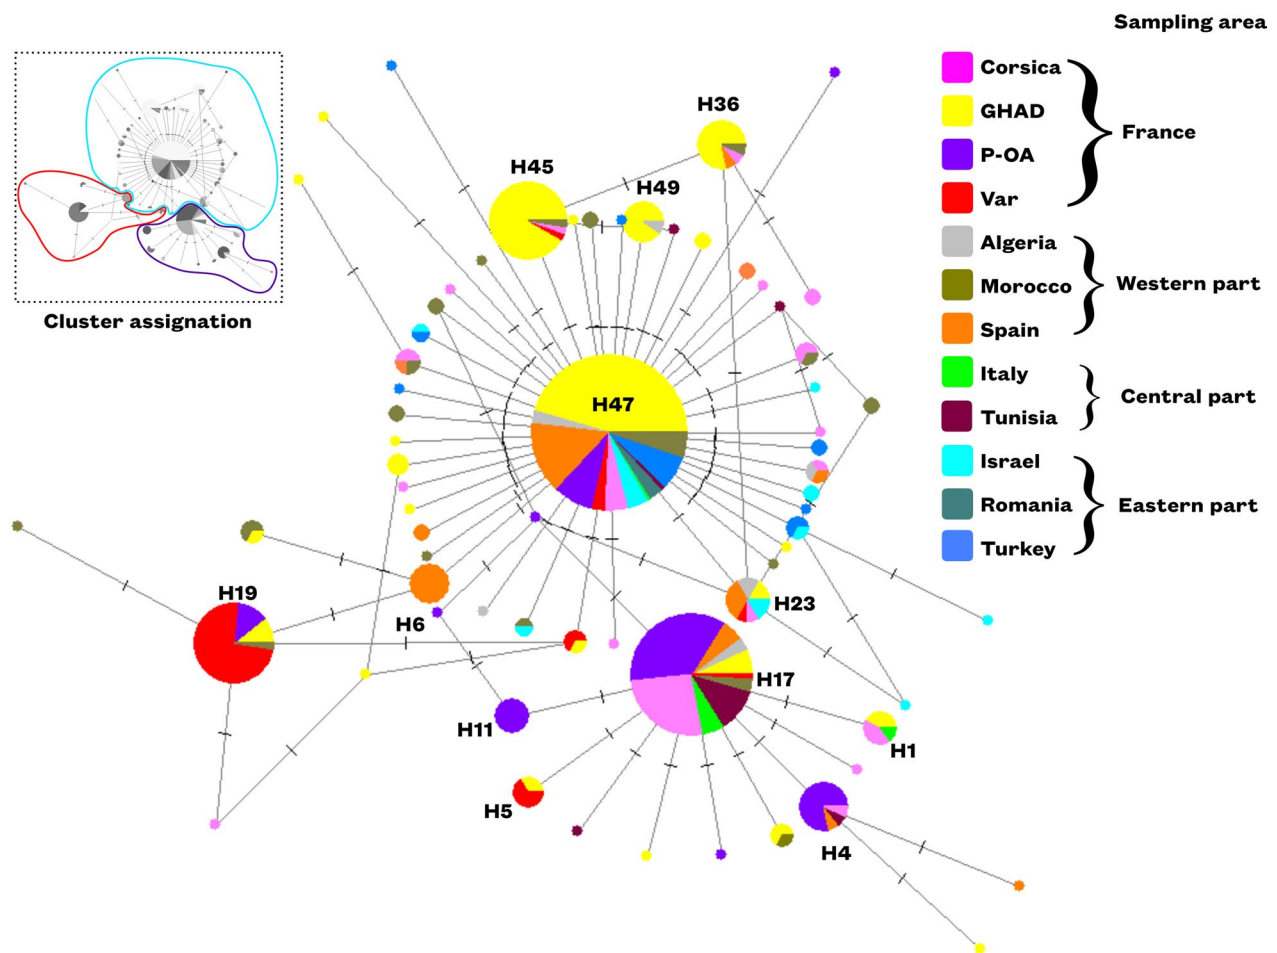 Sampling area
Corsica
GHAD
P-OA
Var
France
Algeria
Morocco
Spain
Western part
Italy
Tunisia
Central part
Israel
Romania
Turkey
Eastern part
Cluster assignation
H36
H45
H49
H47
H19
H6
H23
H17
H11
H1
H5
H4